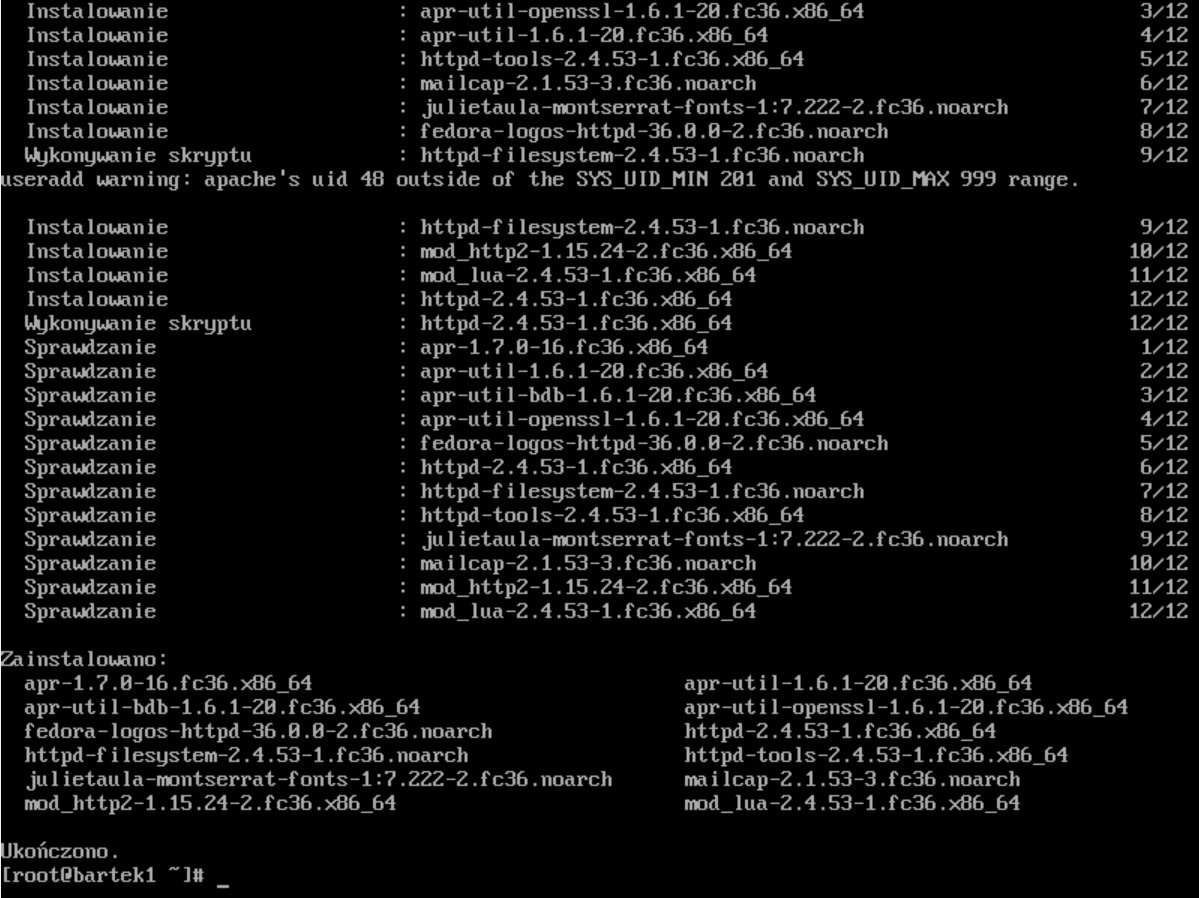 Instalowanie : apr-util-openssl-1.6.1-20.fc36.x86_64 3/12
Instalowanie : apr-util-1.6.1-20.fc36.x86_64 4/12
Instalowanie : httpd-tools-2.4.53-1.fc36.x86_64 5/12
Instalowanie : mailcap-2.1.53-3.fc36.noarch 6/12
Instalowanie : julietaula-montserrat-fonts-1:7.222-2.fc36.noarch 7/12
Instalowanie : fedora-logos-httpd-36.0.0-2.fc36.noarch 8/12
Wykonywanie skryptu : httpd-filesystem-2.4.53-1.fc36.noarch 9/12
useradd warning: apache's uid 48 outside of the SYS_UID_MIN 201 and SYS_UID_MAX 999 range.
Instalowanie : httpd-filesystem-2.4.53-1.fc36.noarch 9/12
Instalowanie : mod_http2-1.15.24-2.fc36.x86_64 10/12
Instalowanie : mod_lua-2.4.53-1.fc36.x86_64 11/12
Instalowanie : httpd-2.4.53-1.fc36.x86_64 12/12
Wykonywanie skryptu : httpd-2.4.53-1.fc36.x86_64 12/12
Sprawdzanie : apr-1.7.0-16.fc36.x86_64 1/12
Sprawdzanie : apr-util-1.6.1-20.fc36.x86_64 2/12
Sprawdzanie : apr-util-bdb-1.6.1-20.fc36.x86_64 3/12
Sprawdzanie : apr-util-openssl-1.6.1-20.fc36.x86_64 4/12
Sprawdzanie : fedora-logos-httpd-36.0.0-2.fc36.noarch 5/12
Sprawdzanie : httpd-2.4.53-1.fc36.x86_64 6/12
Sprawdzanie : httpd-filesystem-2.4.53-1.fc36.noarch 7/12
Sprawdzanie : httpd-tools-2.4.53-1.fc36.x86_64 8/12
Sprawdzanie : julietaula-montserrat-fonts-1:7.222-2.fc36.noarch 9/12
Sprawdzanie : mailcap-2.1.53-3.fc36.noarch 10/12
Sprawdzanie : mod_http2-1.15.24-2.fc36.x86_64 11/12
Sprawdzanie : mod_lua-2.4.53-1.fc36.x86_64 12/12
Zainstalowano:
apr-1.7.0-16.fc36.x86_64 apr-util-1.6.1-20.fc36.x86_64
apr-util-bdb-1.6.1-20.fc36.x86_64 apr-util-openssl-1.6.1-20.fc36.x86_64
fedora-logos-httpd-36.0.0-2.fc36.noarch httpd-2.4.53-1.fc36.x86_64
httpd-filesystem-2.4.53-1.fc36.noarch httpd-tools-2.4.53-1.fc36.x86_64
julietaula-montserrat-fonts-1:7.222-2.fc36.noarch mailcap-2.1.53-3.fc36.noarch
mod_http2-1.15.24-2.fc36.x86_64 mod_lua-2.4.53-1.fc36.x86_64
Ukończono.
[root@bartek1 ~]# _